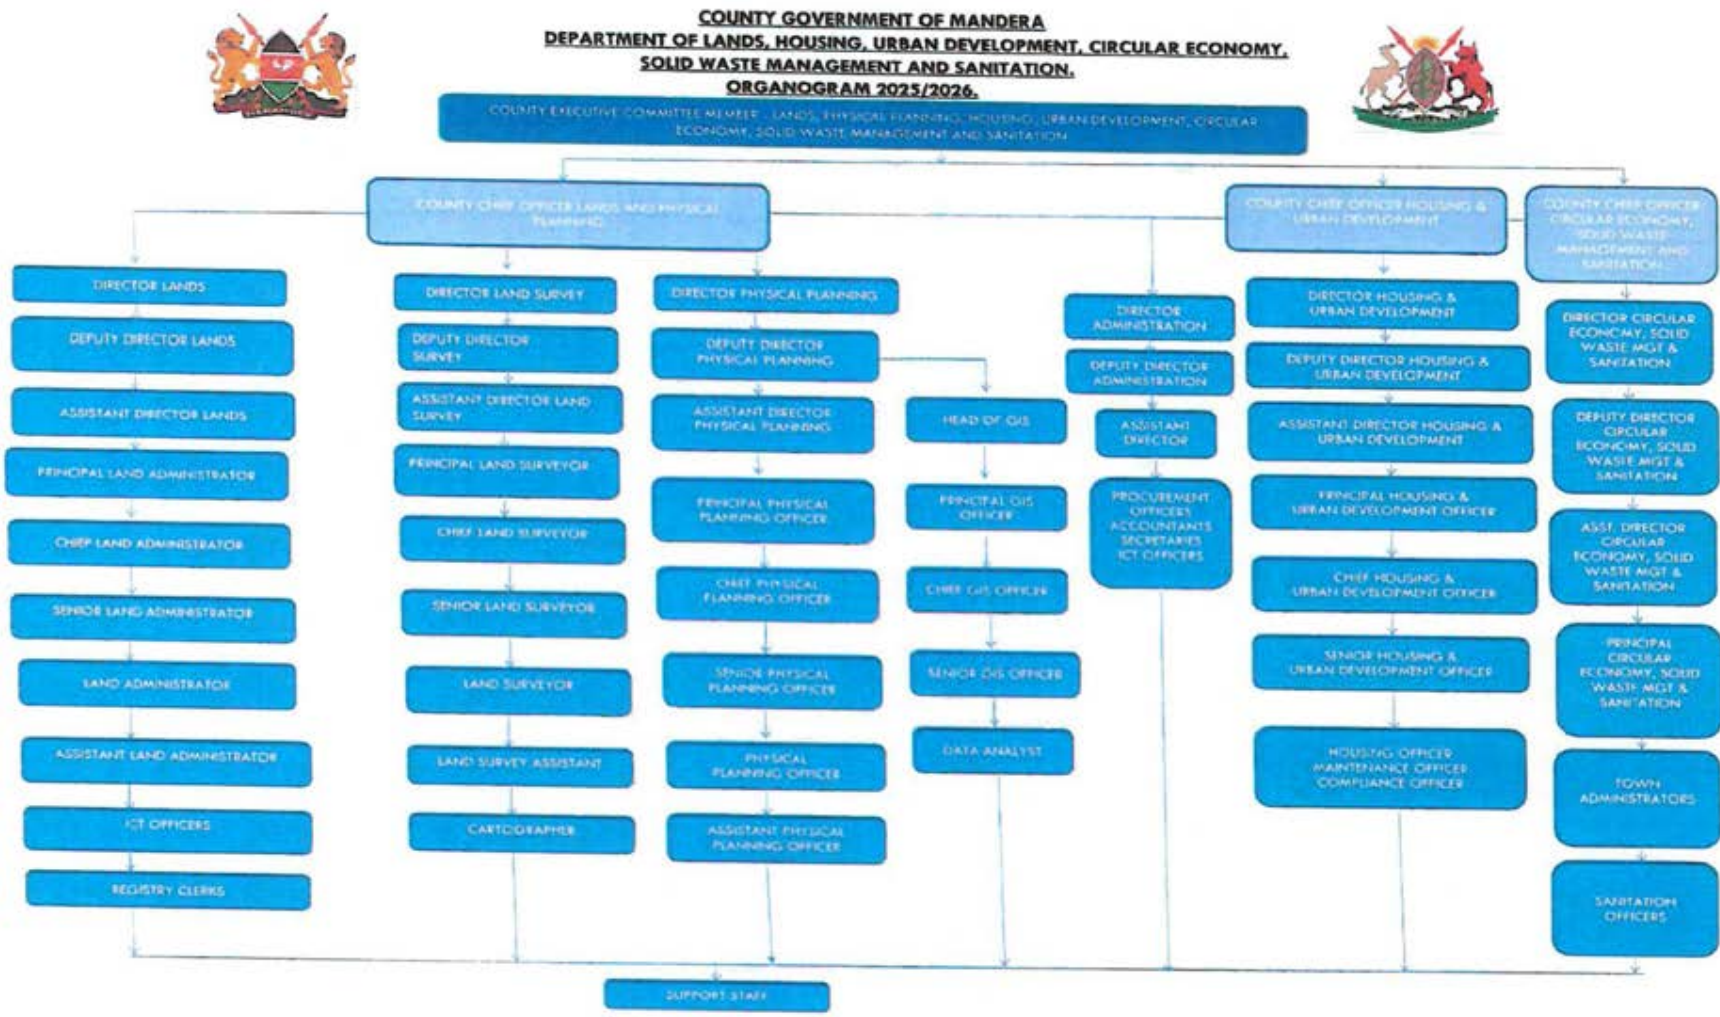 COUNTY GOVERNMENT OF MANDERA
DEPARTMENT OF LANDS, HOUSING, URBAN DEVELOPMENT, CIRCULAR ECONOMY,
SOLID WASTE MANAGEMENT AND SANITATION.
ORGANOGRAM 2025/2026.
COUNTY EXECUTIVE COMMITTEE MEMBER - LANDS, PHYSICAL PLANNING, HOUSING, URBAN DEVELOPMENT, CIRCULAR
ECONOMY, SOLID WASTE MANAGEMENT AND SANITATION
COUNTY CHIEF OFFICER LANDS AND PHYSICAL
PLANNING
COUNTY CHIEF OFFICER HOUSING &
URBAN DEVELOPMENT
COUNTY CHIEF OFFICER
CIRCULAR ECONOMY,
SOLID WASTE
MANAGEMENT AND
SANITATION
DIRECTOR LANDS
DEPUTY DIRECTOR LANDS
ASSISTANT DIRECTOR LANDS
PRINCIPAL LAND ADMINISTRATOR
CHIEF LAND ADMINISTRATOR
SENIOR LAND ADMINISTRATOR
LAND ADMINISTRATOR
ASSISTANT LAND ADMINISTRATOR
ICT OFFICERS
REGISTRY CLERKS
DIRECTOR LAND SURVEY
DEPUTY DIRECTOR
SURVEY
ASSISTANT DIRECTOR LAND
SURVEY
PRINCIPAL LAND SURVEYOR
CHIEF LAND SURVEYOR
SENIOR LAND SURVEYOR
LAND SURVEYOR
LAND SURVEY ASSISTANT
CARTOGRAPHER
DIRECTOR PHYSICAL PLANNING
DEPUTY DIRECTOR
PHYSICAL PLANNING
ASSISTANT DIRECTOR
PHYSICAL PLANNING
PRINCIPAL PHYSICAL
PLANNING OFFICER
CHIEF PHYSICAL
PLANNING OFFICER
SENIOR PHYSICAL
PLANNING OFFICER
PHYSICAL
PLANNING OFFICER
ASSISTANT PHYSICAL
PLANNING OFFICER
HEAD OF GIS
PRINCIPAL GIS
OFFICER
CHIEF GIS OFFICER
SENIOR GIS OFFICER
DATA ANALYST
DIRECTOR
ADMINISTRATION
DEPUTY DIRECTOR
ADMINISTRATION
ASSISTANT
DIRECTOR
PROCUREMENT
OFFICERS
ACCOUNTANTS
SECRETARIES
ICT OFFICERS
DIRECTOR HOUSING &
URBAN DEVELOPMENT
DEPUTY DIRECTOR HOUSING &
URBAN DEVELOPMENT
ASSISTANT DIRECTOR HOUSING &
URBAN DEVELOPMENT
PRINCIPAL HOUSING &
URBAN DEVELOPMENT OFFICER
CHIEF HOUSING &
URBAN DEVELOPMENT OFFICER
SENIOR HOUSING &
URBAN DEVELOPMENT OFFICER
HOUSING OFFICER
MAINTENANCE OFFICER
COMPLIANCE OFFICER
DIRECTOR CIRCULAR
ECONOMY, SOLID
WASTE MGT &
SANITATION
DEPUTY DIRECTOR
CIRCULAR
ECONOMY, SOLID
WASTE MGT &
SANITATION
ASST. DIRECTOR
CIRCULAR
ECONOMY, SOLID
WASTE MGT &
SANITATION
PRINCIPAL
CIRCULAR
ECONOMY, SOLID
WASTE MGT &
SANITATION
TOWN
ADMINISTRATORS
SANITATION
OFFICERS
SUPPORT STAFF